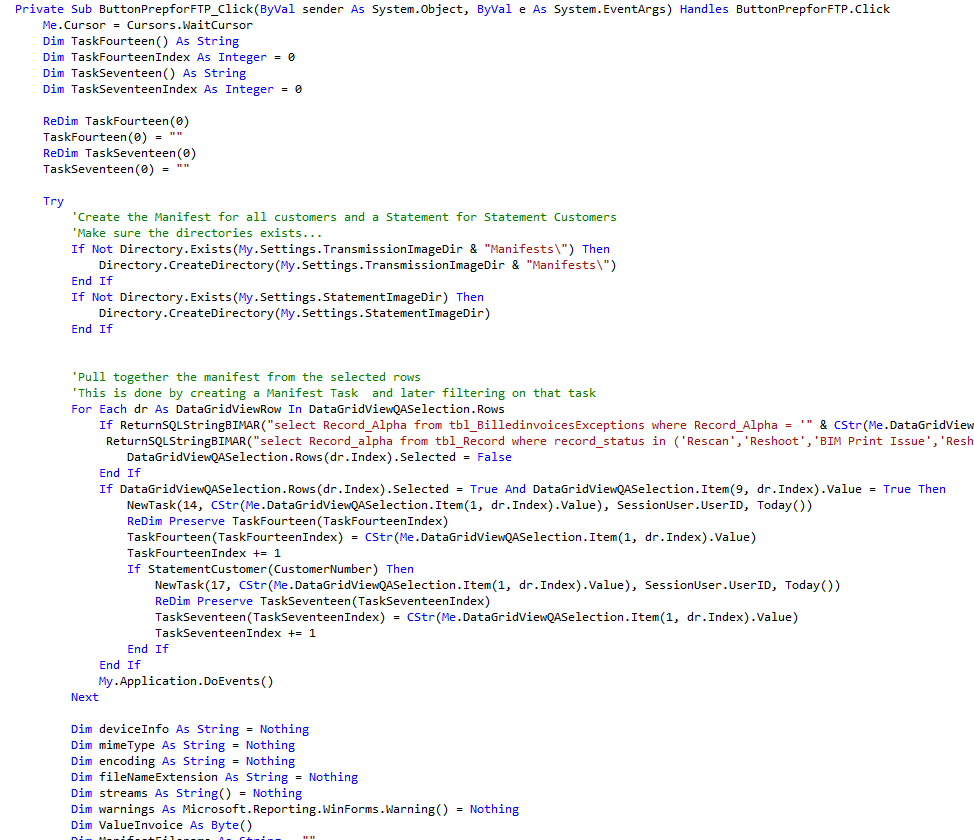 Private Sub ButtonPrepforFTP_Click(ByVal sender As System.Object, ByVal e As System.EventArgs) Handles ButtonPrepforFTP.Click
Me.Cursor = Cursors.WaitCursor
Dim TaskFourteen() As String
Dim TaskFourteenIndex As Integer = 0
Dim TaskSeventeen() As String
Dim TaskSeventeenIndex As Integer = 0
ReDim TaskFourteen(0)
TaskFourteen(0) = ""
ReDim TaskSeventeen(0)
TaskSeventeen(0) = ""
Try
'Create the Manifest for all customers and a Statement for Statement Customers
'Make sure the directories exists...
If Not Directory.Exists(My.Settings.TransmissionImageDir & "Manifests\") Then
Directory.CreateDirectory(My.Settings.TransmissionImageDir & "Manifests\")
End If
If Not Directory.Exists(My.Settings.StatementImageDir) Then
Directory.CreateDirectory(My.Settings.StatementImageDir)
End If
'Pull together the manifest from the selected rows
'This is done by creating a Manifest Task  and later filtering on that task
For Each dr As DataGridViewRow In DataGridViewQASelection.Rows
If ReturnSQLStringBIMAR("select Record_Alpha from tbl_BilledinvoicesExceptions where Record_Alpha = '" & CStr(Me.DataGridView
ReturnSQLStringBIMAR("select Record_alpha from tbl_Record where record_status in ('Rescan','Reshoot','BIM Print Issue','Resh
DataGridViewQASelection.Rows(dr.Index).Selected = False
End If
If DataGridViewQASelection.Rows(dr.Index).Selected = True And DataGridViewQASelection.Item(9, dr.Index).Value = True Then
NewTask(14, CStr(Me.DataGridViewQASelection.Item(1, dr.Index).Value), SessionUser.UserID, Today())
ReDim Preserve TaskFourteen(TaskFourteenIndex)
TaskFourteen(TaskFourteenIndex) = CStr(Me.DataGridViewQASelection.Item(1, dr.Index).Value)
TaskFourteenIndex += 1
If StatementCustomer(CustomerNumber) Then
NewTask(17, CStr(Me.DataGridViewQASelection.Item(1, dr.Index).Value), SessionUser.UserID, Today())
ReDim Preserve TaskSeventeen(TaskSeventeenIndex)
TaskSeventeen(TaskSeventeenIndex) = CStr(Me.DataGridViewQASelection.Item(1, dr.Index).Value)
TaskSeventeenIndex += 1
End If
End If
My.Application.DoEvents()
Next
Dim deviceInfo As String = Nothing
Dim mimeType As String = Nothing
Dim encoding As String = Nothing
Dim fileNameExtension As String = Nothing
Dim streams As String() = Nothing
Dim warnings As Microsoft.Reporting.WinForms.Warning() = Nothing
Dim ValueInvoice As Byte()
Dim ManifestFilename As String = ""